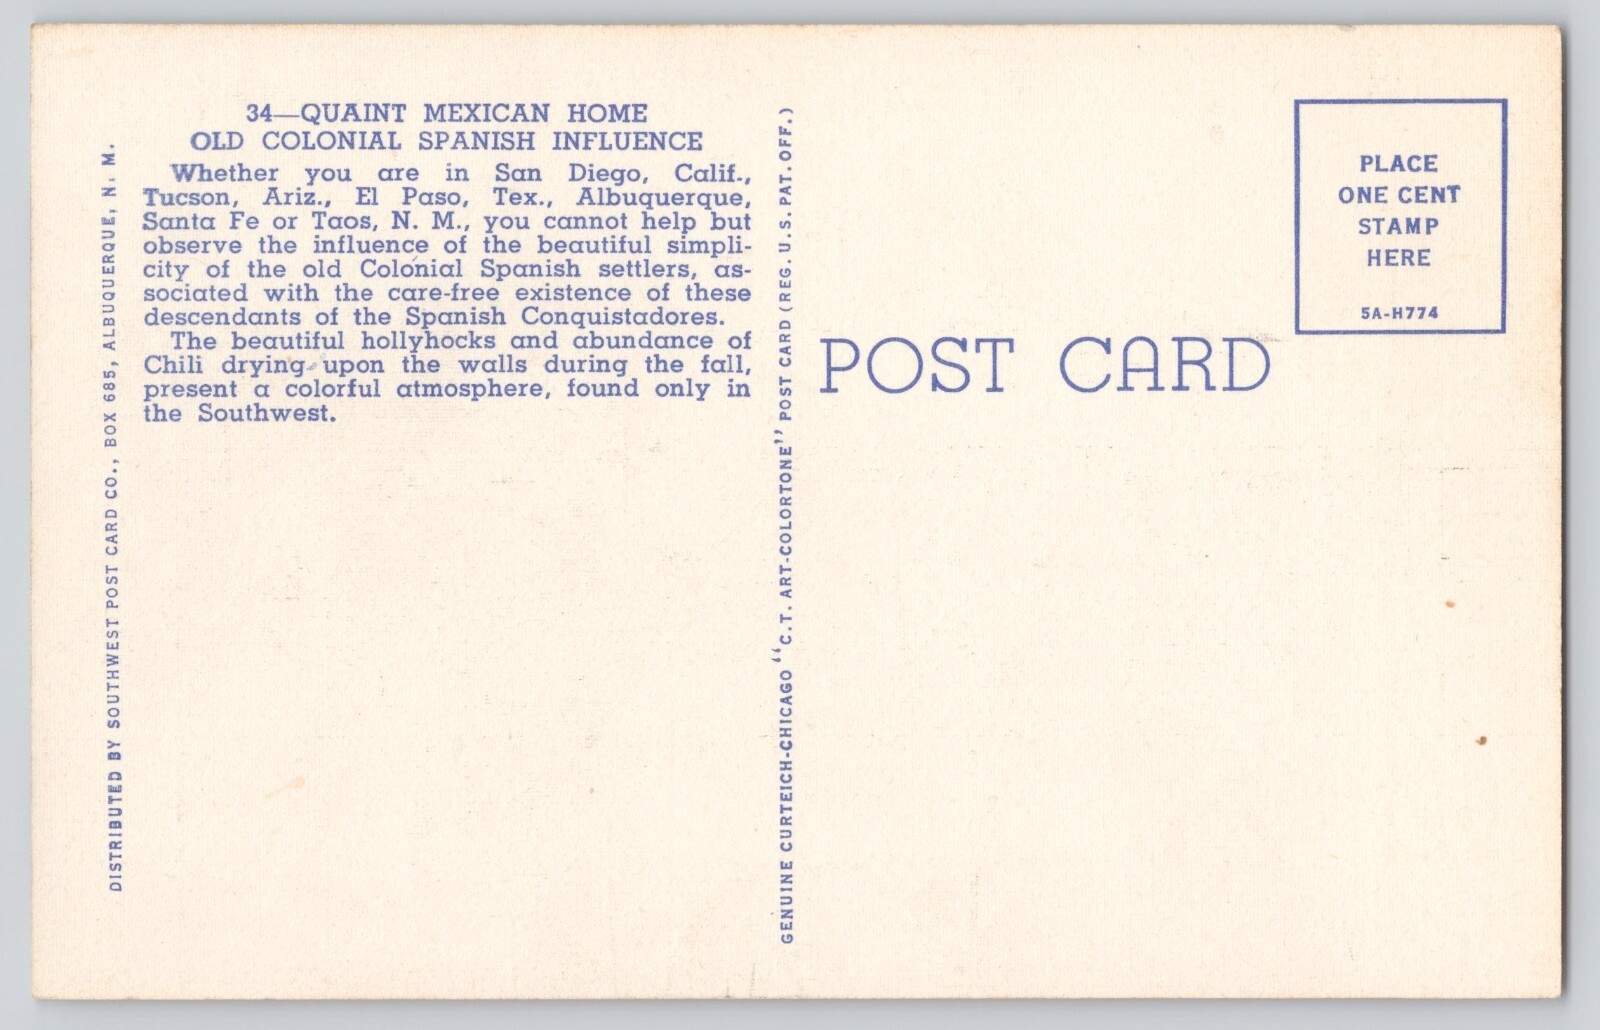 34—QUAINT MEXICAN HOME
OLD COLONIAL SPANISH INFLUENCE
Whether you are in San Diego, Calif.,
Tucson, Ariz., El Paso, Tex., Albuquerque,
Santa Fe or Taos, N. M., you cannot help but
observe the influence of the beautiful simpli-
city of the old Colonial Spanish settlers, as-
sociated with the care-free existence of these
descendants of the Spanish Conquistadores.
The beautiful hollyhocks and abundance of
Chili drying upon the walls during the fall,
present a colorful atmosphere, found only in
the Southwest.
DISTRIBUTED BY SOUTHWEST POST CARD CO., BOX 685, ALBUQUERQUE, N. M.
GENUINE CURTEICH-CHICAGO "C.T. ART-COLORTONE" POST CARD (REG. U.S. PAT. OFF.)
POST CARD
PLACE
ONE CENT
STAMP
HERE
5A-H774